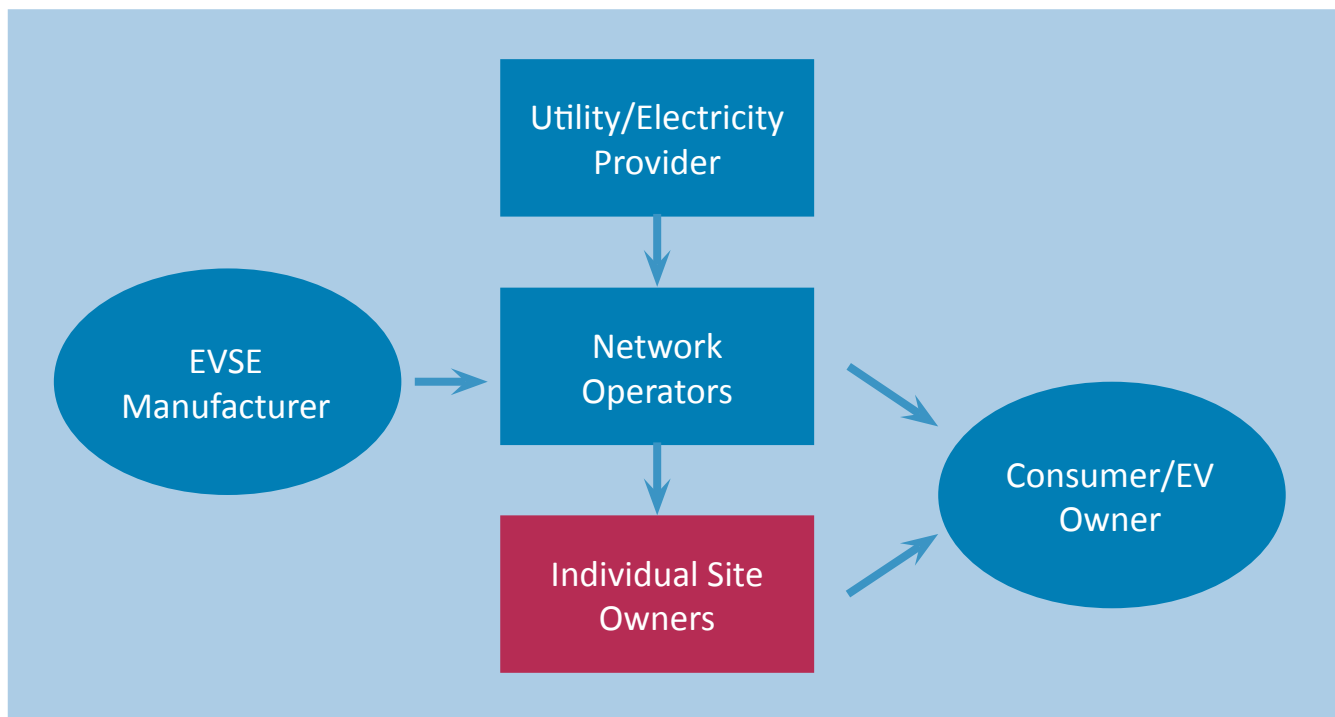 Utility/Electricity
Provider
EVSE
Manufacturer
Network
Operators
Consumer/EV
Owner
Individual Site
Owners